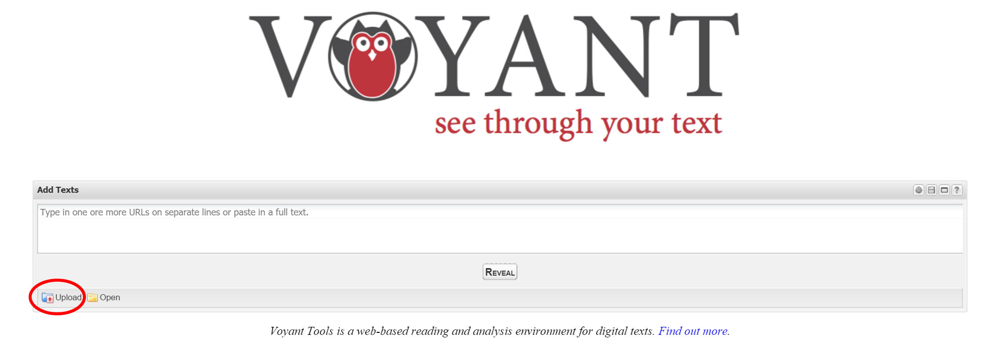 VOYANT
see through your text
Add Texts
Type in one ore more URLs on separate lines or paste in a full text.
REVEAL
Upload Open
Voyant Tools is a web-based reading and analysis environment for digital texts. Find out more.